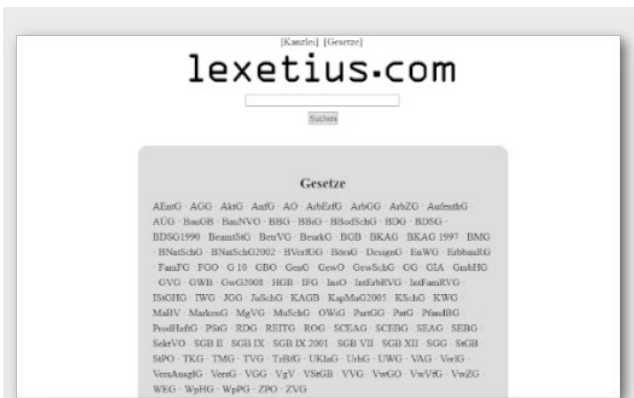 [Kanzlei] [Gesetze]
lexetius.com
Suchen
Gesetze
AEntG · AGG · AktG · AnfG · AO · ArbErfG · ArbGG · ArbZG · AufenthG ·
AÜG · BauGB · BauNVO · BBG · BBiG · BBodSchG · BDG · BDSG ·
BDSG1990 · BeamtStG · BetrVG · BeurkG · BGB · BKAG · BKAG 1997 · BMG
· BNatSchG · BNatSchG2002 · BVerfGG · BörsG · DesignG · EnWG · ErbbauRG
· FamFG · FGO · G 10 · GBO · GenG · GewO · GewSchG · GG · GIA · GmbHG
· GVG · GWB · GwG2008 · HGB · IFG · InsO · IntErbRVG · IntFamRVG ·
IStGHG · IWG · JGG · JuSchG · KAGB · KapMuG2005 · KSchG · KWG ·
MaBV · MarkenG · MgVG · MuSchG · OWiG · PartGG · PatG · PfandBG ·
ProdHaftG · PStG · RDG · REITG · ROG · SCEAG · SCEBG · SEAG · SEBG ·
SektVO · SGB II · SGB IX · SGB IX 2001 · SGB VII · SGB XII · SGG · StGB ·
StPO · TKG · TMG · TVG · TzBfG · UKlaG · UrhG · UWG · VAG · VerlG ·
VersAusglG · VersG · VGG · VgV · VStGB · VVG · VwGO · VwVfG · VwZG ·
WEG · WpHG · WpPG · ZPO · ZVG